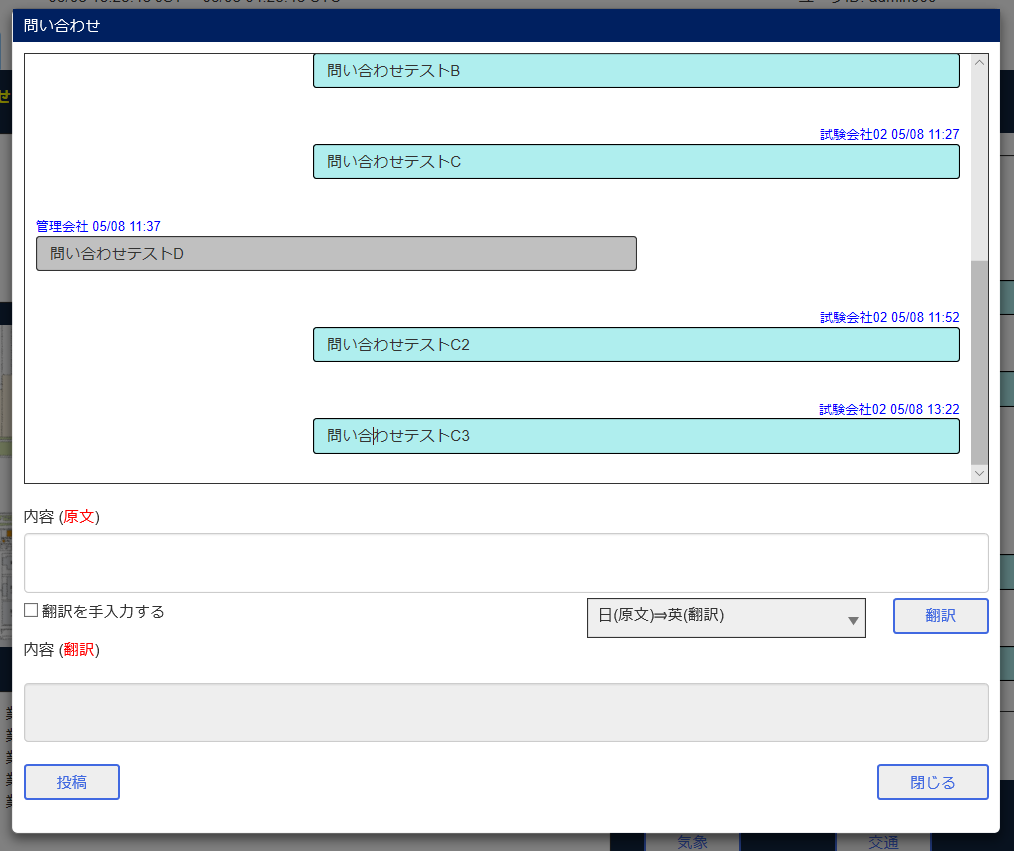 問い合わせ
問い合わせテストB
試験会社02 05/08 11:27
問い合わせテストC
管理会社 05/08 11:37
問い合わせテストD
試験会社02 05/08 11:52
問い合わせテストC2
試験会社02 05/08 13:22
問い合わせテストC3
内容 (原文)
翻訳を手入力する
日(原文)⇒英(翻訳)
翻訳
内容 (翻訳)
投稿
閉じる
気象
交通